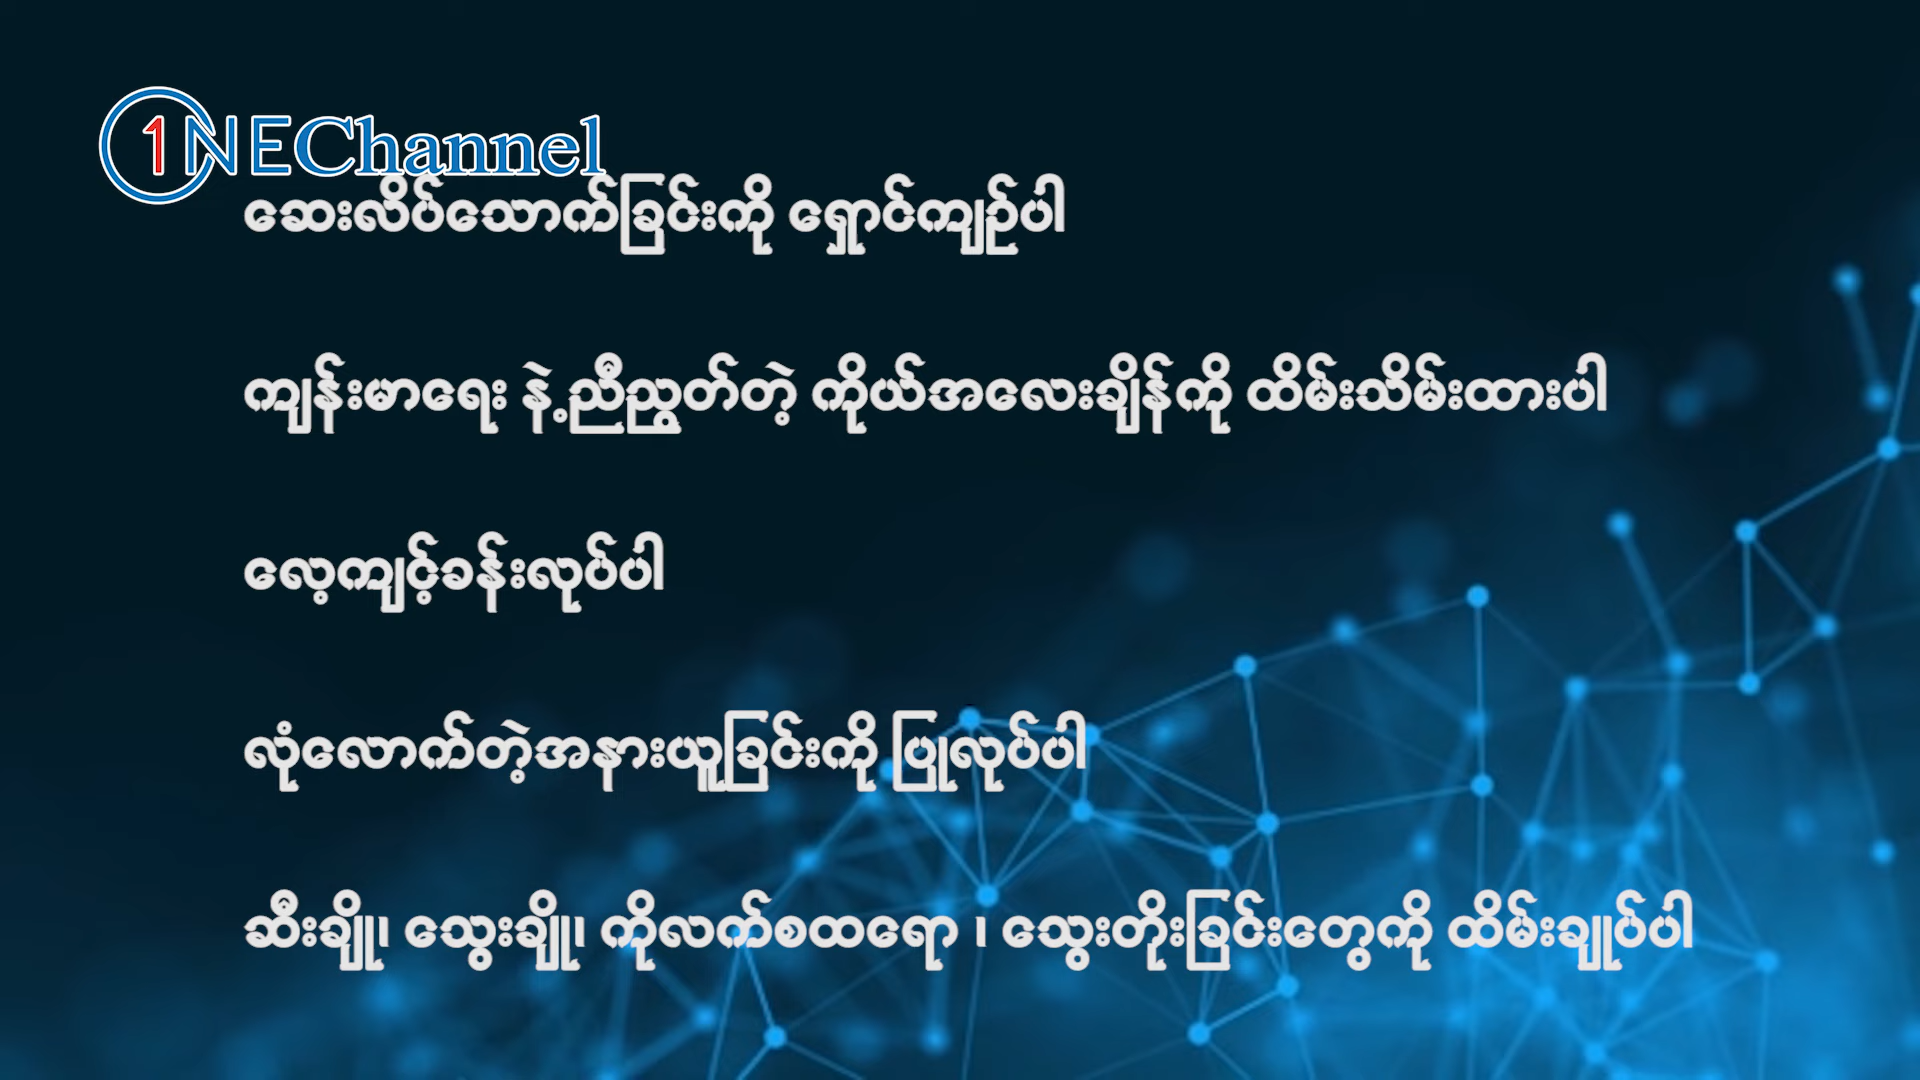 1NEChannel
ဆေးလိပ်သောက်ခြင်းကို ရှောင်ကျဉ်ပါ
ကျန်းမာရေး နဲ့ညီညွတ်တဲ့ ကိုယ်အလေးချိန်ကို ထိမ်းသိမ်းထားပါ
လေ့ကျင့်ခန်းလုပ်ပါ
လုံလောက်တဲ့အနားယူခြင်းကို ပြုလုပ်ပါ
ဆီးချို၊ သွေးချို၊ ကိုလက်စထရော ၊ သွေးတိုးခြင်းတွေကို ထိမ်းချုပ်ပါ